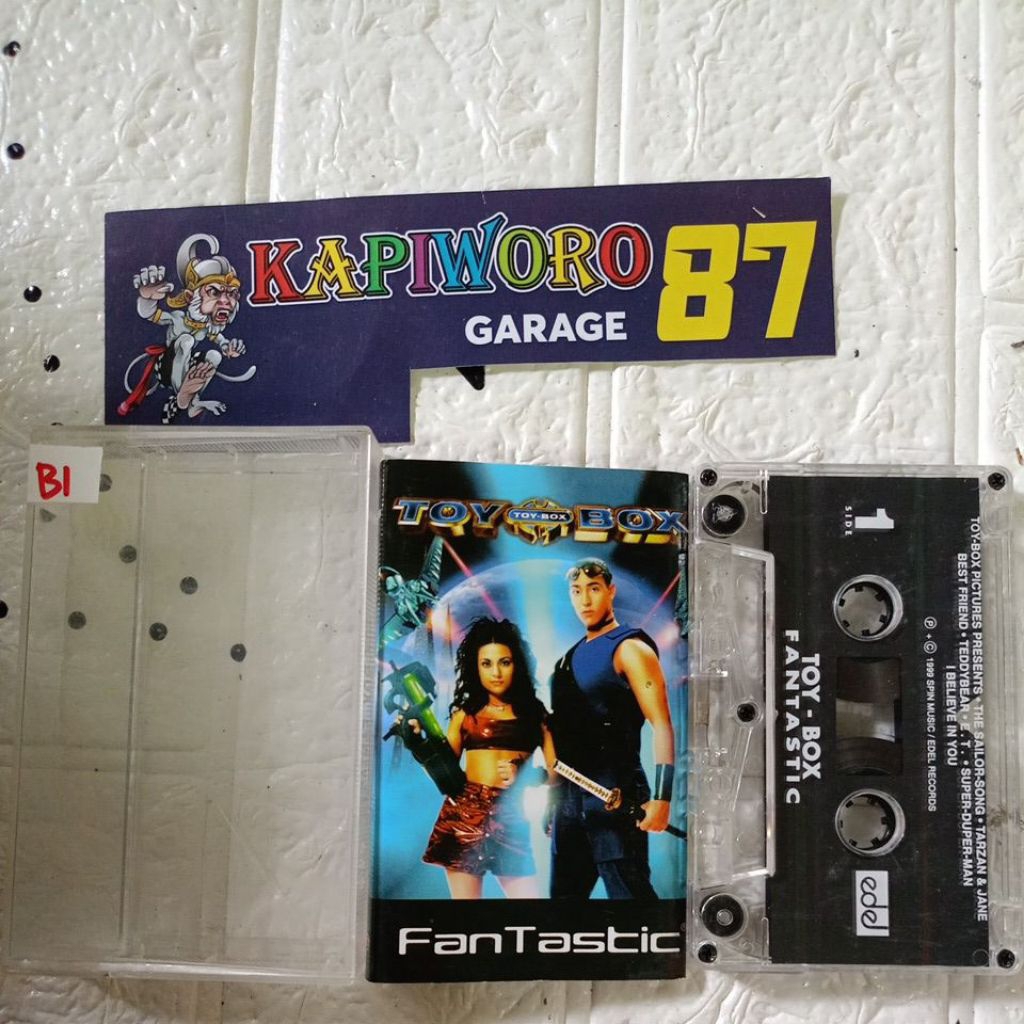 KAPIWORO 87
GARAGE
B1
TOY TOY-BOX BOX
FanTastic
1
SIDE
TOY-BOX PICTURES PRESENTS • THE SAILOR-SONG • TARZAN & JANE
BEST FRIEND • TEDDYBEAR • E.T. • SUPER-DUPER-MAN
I BELIEVE IN YOU
℗ + © 1999 SPIN MUSIC / EDEL RECORDS
TOY - BOX
FANTASTIC
edel